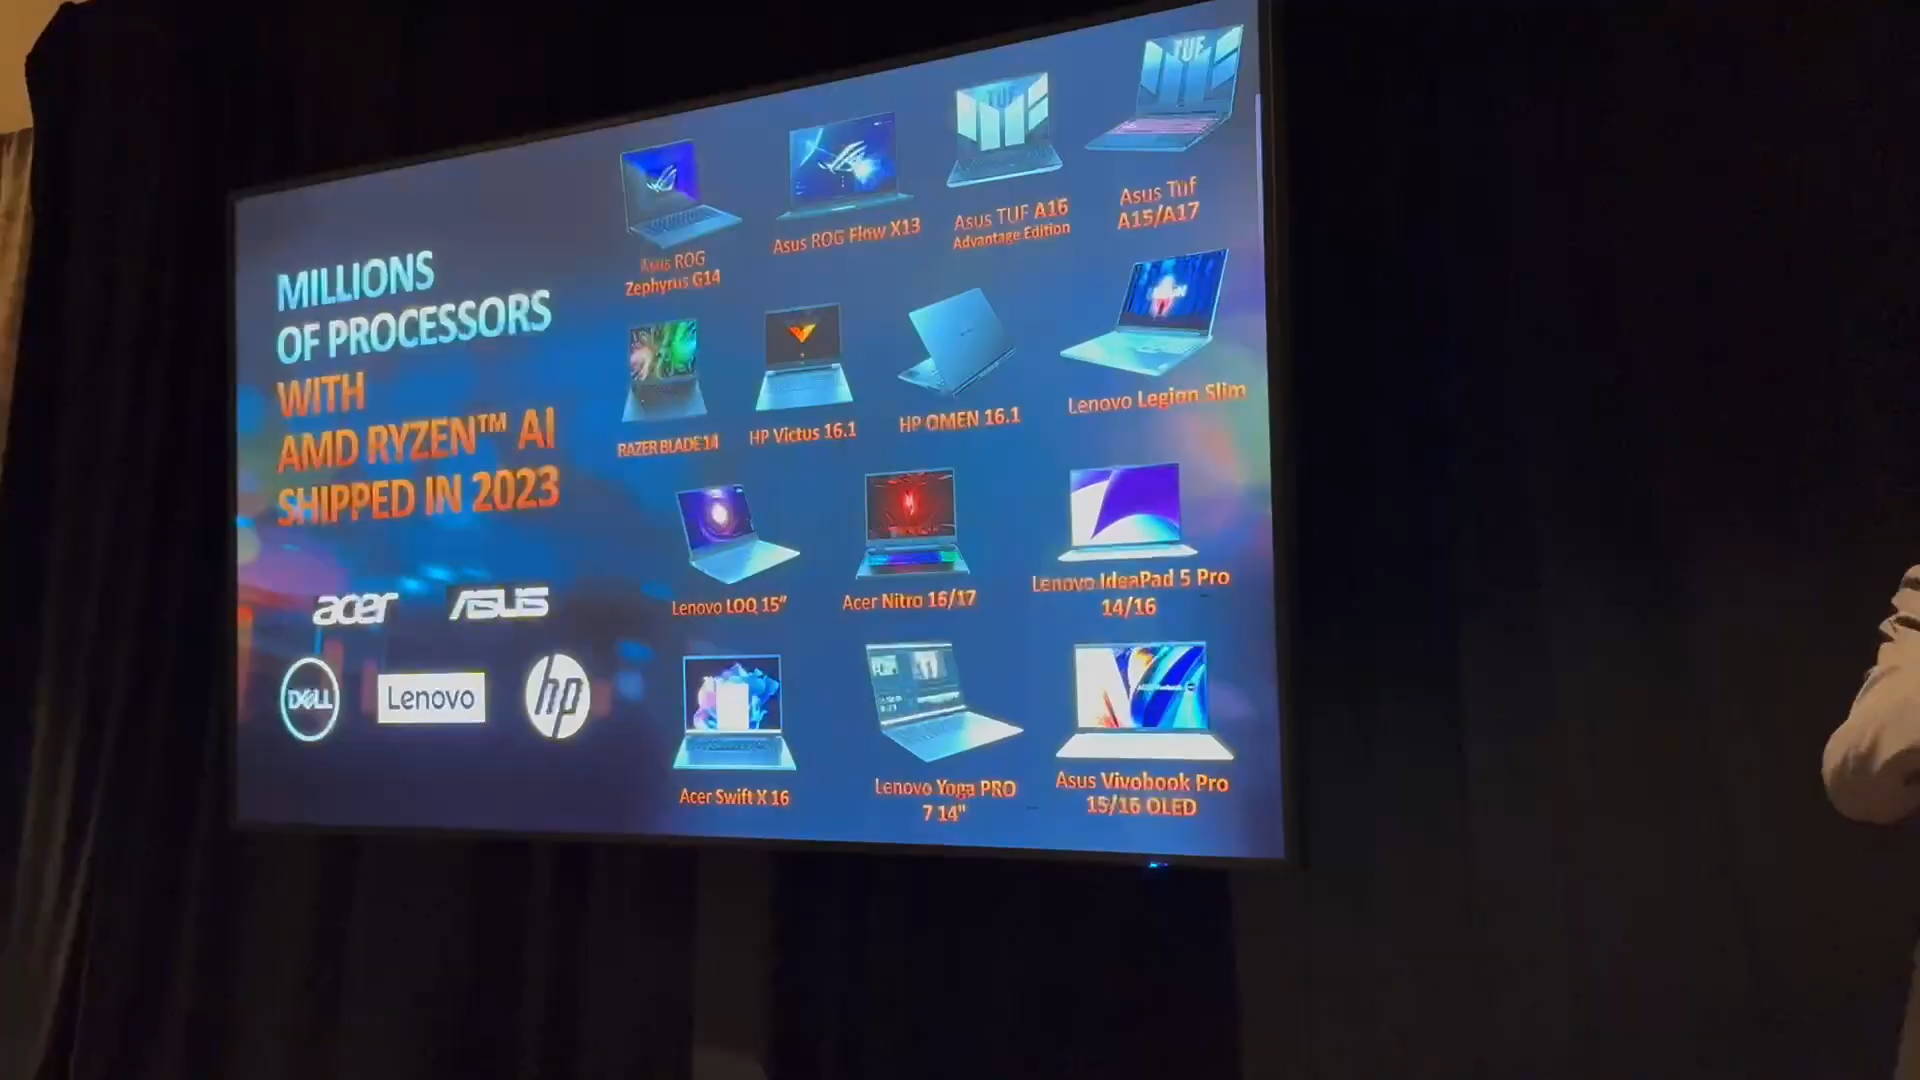 MILLIONS
OF PROCESSORS
WITH
AMD RYZEN™ AI
SHIPPED IN 2023
acer ASUS
DELL Lenovo hp
TUF
TUF
Asus ROG
Zephyrus G14
Asus ROG Flow X13
Asus TUF A16
Advantage Edition
Asus Tuf
A15/A17
RAZER BLADE 14
HP Victus 16.1
HP OMEN 16.1
Lenovo Legion Slim
Lenovo LOQ 15"
Acer Nitro 16/17
Lenovo IdeaPad 5 Pro
14/16
Acer Swift X 16
Lenovo Yoga PRO
7 14"
Asus Vivobook Pro
15/16 OLED